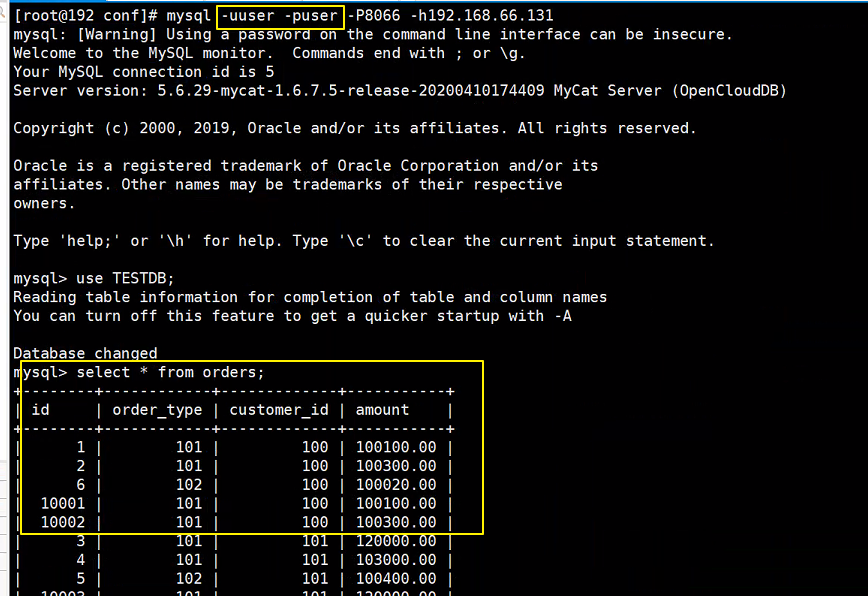 [root@192 conf]# mysql -uuser -puser -P8066 -h192.168.66.131
mysql: [Warning] Using a password on the command line interface can be insecure.
Welcome to the MySQL monitor.  Commands end with ; or \g.
Your MySQL connection id is 5
Server version: 5.6.29-mycat-1.6.7.5-release-20200410174409 MyCat Server (OpenCloudDB)

Copyright (c) 2000, 2019, Oracle and/or its affiliates. All rights reserved.

Oracle is a registered trademark of Oracle Corporation and/or its
affiliates. Other names may be trademarks of their respective
owners.

Type 'help;' or '\h' for help. Type '\c' to clear the current input statement.

mysql> use TESTDB;
Reading table information for completion of table and column names
You can turn off this feature to get a quicker startup with -A

Database changed
mysql> select * from orders;
+-------+------------+-------------+-----------+
| id    | order_type | customer_id | amount    |
+-------+------------+-------------+-----------+
|     1 |        101 |         100 | 100100.00 |
|     2 |        101 |         100 | 100300.00 |
|     6 |        102 |         100 | 100020.00 |
| 10001 |        101 |         100 | 100100.00 |
| 10002 |        101 |         100 | 100300.00 |
|     3 |        101 |         101 | 120000.00 |
|     4 |        101 |         101 | 103000.00 |
|     5 |        102 |         101 | 100400.00 |
| 10003 |        101 |         101 | 120000.00 |